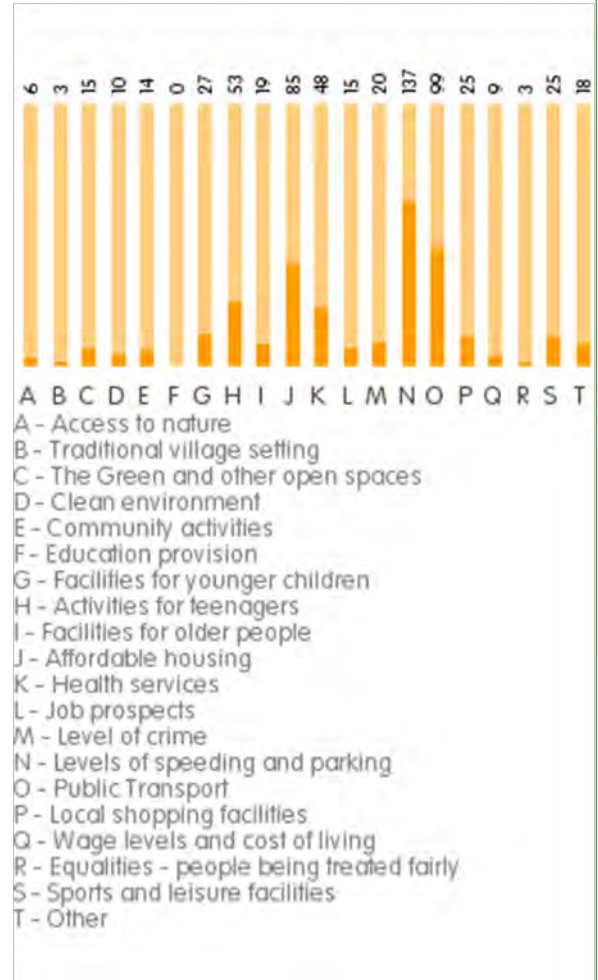 6 3 15 10 14 0 27 53 19 85 48 15 20 137 99 25 9 3 25 18
A B C D E F G H I J K L M N O P Q R S T
A - Access to nature
B - Traditional village setting
C - The Green and other open spaces
D - Clean environment
E - Community activities
F - Education provision
G - Facilities for younger children
H - Activities for teenagers
I - Facilities for older people
J - Affordable housing
K - Health services
L - Job prospects
M - Level of crime
N - Levels of speeding and parking
O - Public Transport
P - Local shopping facilities
Q - Wage levels and cost of living
R - Equalities - people being treated fairly
S - Sports and leisure facilities
T - Other